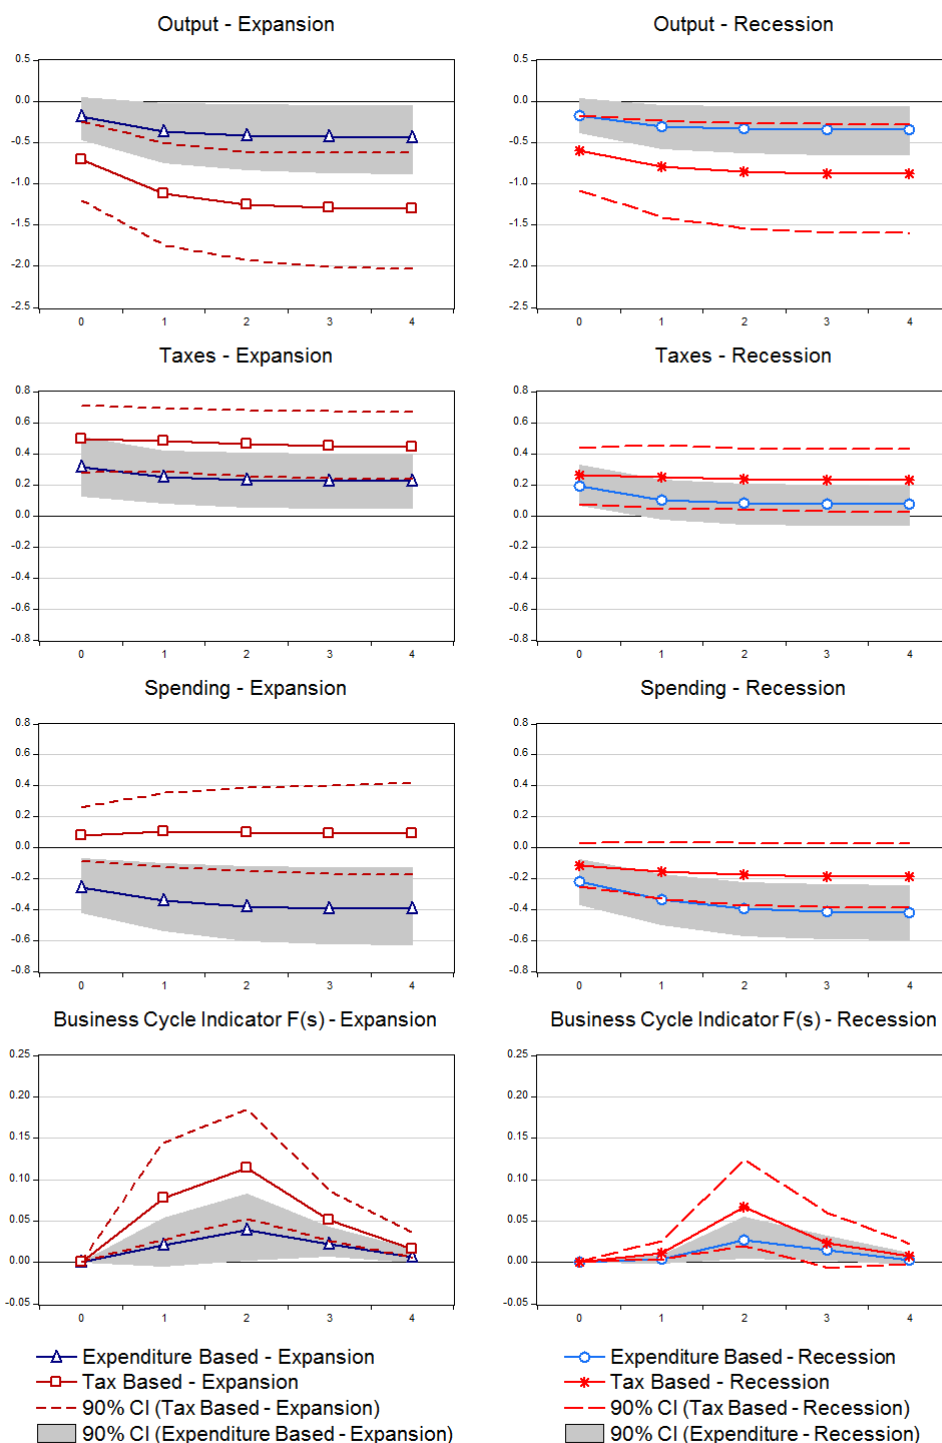 Output - Expansion
0.5
0.0
-0.5
-1.0
-1.5
-2.0
-2.5
0 1 2 3 4
Output - Recession
0.5
0.0
-0.5
-1.0
-1.5
-2.0
-2.5
0 1 2 3 4
Taxes - Expansion
0.8
0.6
0.4
0.2
0.0
-0.2
-0.4
-0.6
-0.8
0 1 2 3 4
Taxes - Recession
0.8
0.6
0.4
0.2
0.0
-0.2
-0.4
-0.6
-0.8
0 1 2 3 4
Spending - Expansion
0.8
0.6
0.4
0.2
0.0
-0.2
-0.4
-0.6
-0.8
0 1 2 3 4
Spending - Recession
0.8
0.6
0.4
0.2
0.0
-0.2
-0.4
-0.6
-0.8
0 1 2 3 4
Business Cycle Indicator F(s) - Expansion
0.25
0.20
0.15
0.10
0.05
0.00
-0.05
0 1 2 3 4
Business Cycle Indicator F(s) - Recession
0.25
0.20
0.15
0.10
0.05
0.00
-0.05
0 1 2 3 4
Expenditure Based - Expansion
Tax Based - Expansion
90% CI (Tax Based - Expansion)
90% CI (Expenditure Based - Expansion)
Expenditure Based - Recession
Tax Based - Recession
90% CI (Tax Based - Recession)
90% CI (Expenditure Based - Recession)